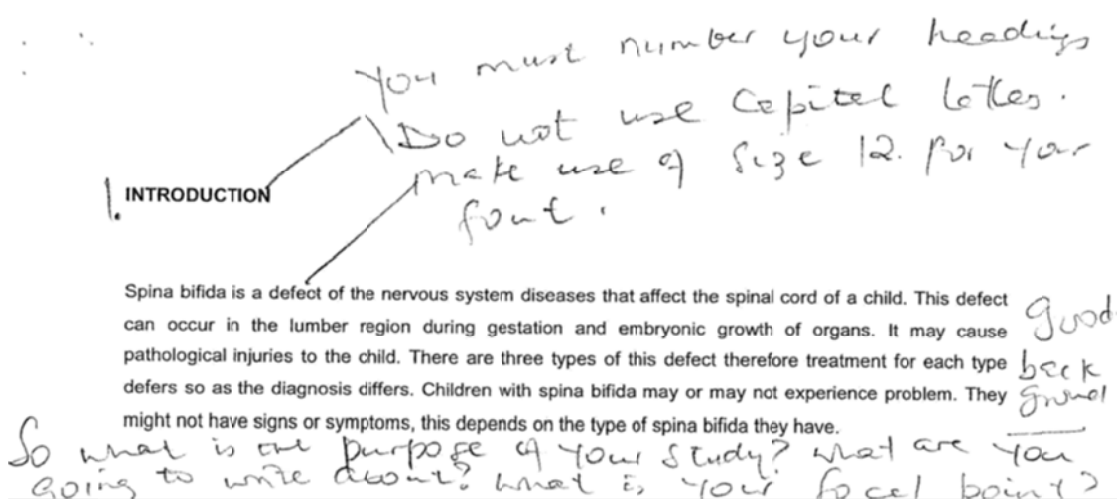 You must number your headings
Do not use Capital letters.
make use of Size 12. for your
font.
1. INTRODUCTION
Spina bifida is a defect of the nervous system diseases that affect the spinal cord of a child. This defect
can occur in the lumber region during gestation and embryonic growth of organs. It may cause
pathological injuries to the child. There are three types of this defect therefore treatment for each type
defers so as the diagnosis differs. Children with spina bifida may or may not experience problem. They
might not have signs or symptoms, this depends on the type of spina bifida they have.
good
back
ground
So what is the purpose of your study? what are you
going to write about? what is your focal point?